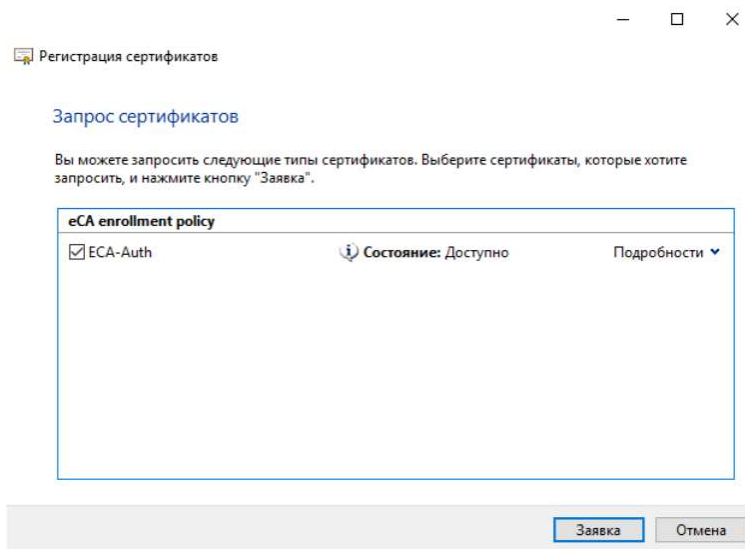 Регистрация сертификатов
Запрос сертификатов
Вы можете запросить следующие типы сертификатов. Выберите сертификаты, которые хотите
запросить, и нажмите кнопку "Заявка".
eCA enrollment policy
ECA-Auth Состояние: Доступно Подробности
Заявка Отмена